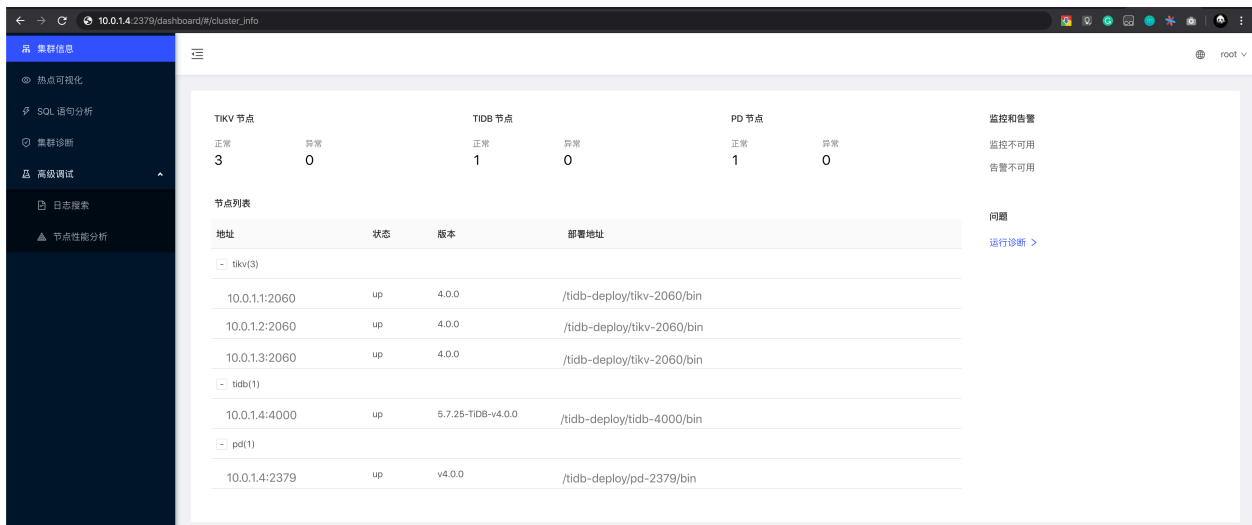 10.0.1.4:2379/dashboard/#/cluster_info
集群信息
热点可视化
SQL 语句分析
集群诊断
高级调试
日志搜索
节点性能分析
root
TIKV 节点
正常 异常
3 0
TIDB 节点
正常 异常
1 0
PD 节点
正常 异常
1 0
监控和告警
监控不可用
告警不可用
问题
运行诊断 >
节点列表
地址 状态 版本 部署地址
tikv(3)
10.0.1.1:2060 up 4.0.0 /tidb-deploy/tikv-2060/bin
10.0.1.2:2060 up 4.0.0 /tidb-deploy/tikv-2060/bin
10.0.1.3:2060 up 4.0.0 /tidb-deploy/tikv-2060/bin
tidb(1)
10.0.1.4:4000 up 5.7.25-TiDB-v4.0.0 /tidb-deploy/tidb-4000/bin
pd(1)
10.0.1.4:2379 up v4.0.0 /tidb-deploy/pd-2379/bin